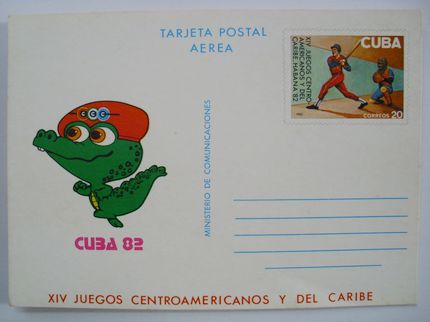 TARJETA POSTAL
AEREA
XIV JUEGOS CENTRO-
AMERICANOS Y DEL
CARIBE. HABANA 82
CUBA
1982
CORREOS 20
MINISTERIO DE COMUNICACIONES
CUBA 82
XIV JUEGOS CENTROAMERICANOS Y DEL CARIBE